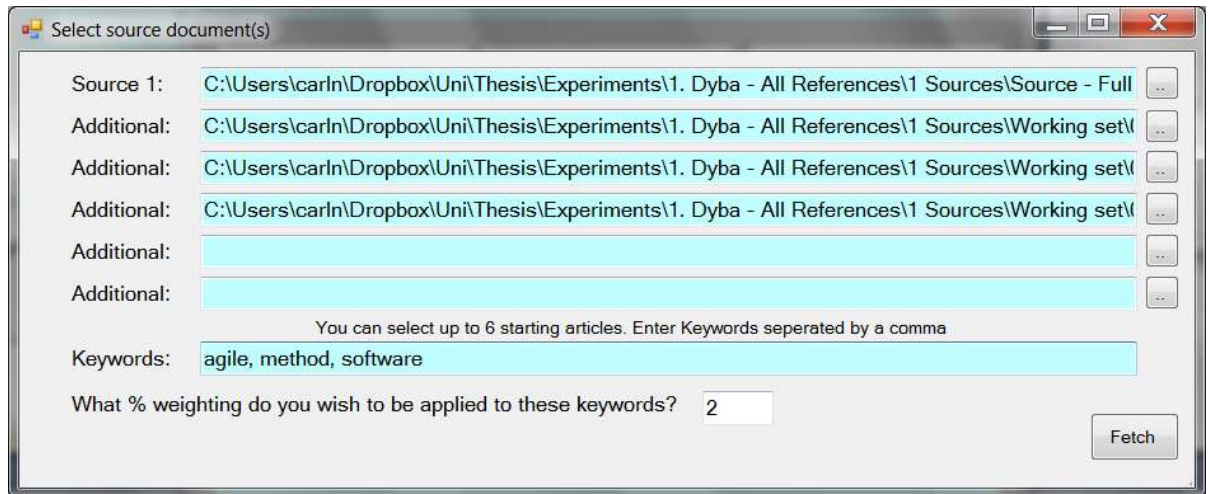 Select source document(s)
Source 1: C:\Users\carln\Dropbox\Uni\Thesis\Experiments\1. Dyba - All References\1 Sources\Source - Full ..
Additional: C:\Users\carln\Dropbox\Uni\Thesis\Experiments\1. Dyba - All References\1 Sources\Working set\ ..
Additional: C:\Users\carln\Dropbox\Uni\Thesis\Experiments\1. Dyba - All References\1 Sources\Working set\ ..
Additional: C:\Users\carln\Dropbox\Uni\Thesis\Experiments\1. Dyba - All References\1 Sources\Working set\ ..
Additional: ..
Additional: ..
You can select up to 6 starting articles. Enter Keywords seperated by a comma
Keywords: agile, method, software
What % weighting do you wish to be applied to these keywords? 2
Fetch